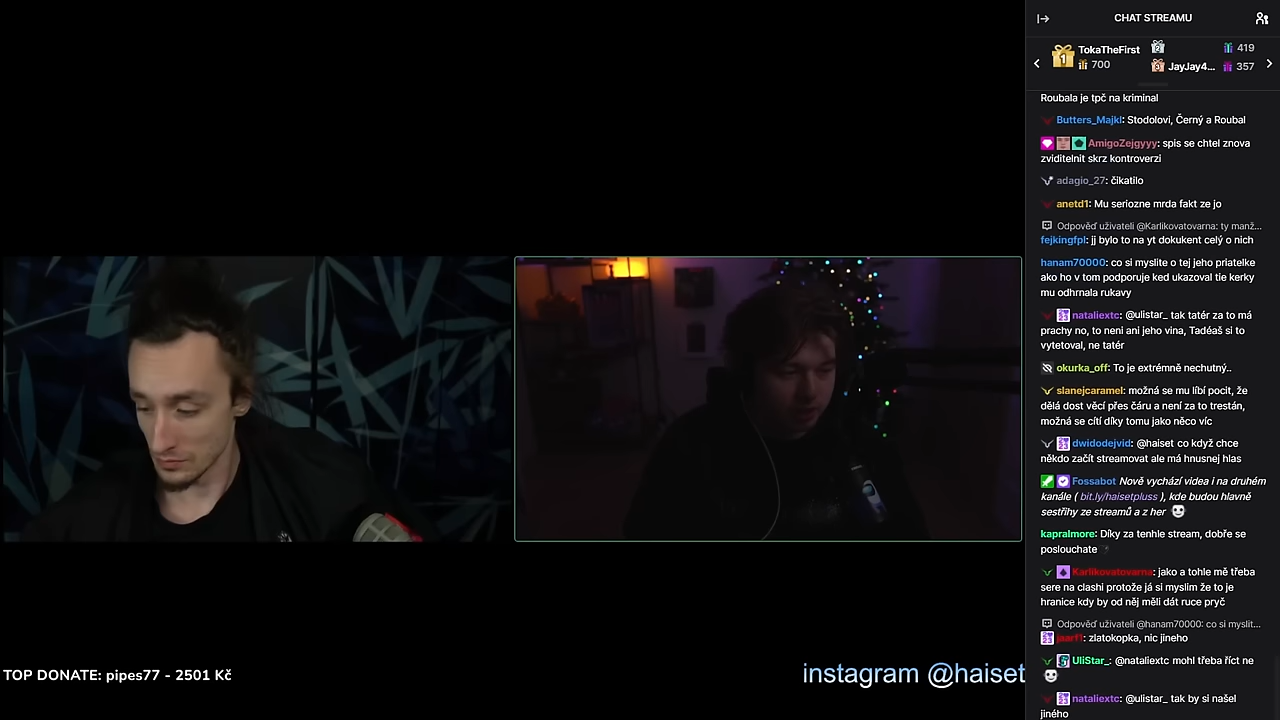 CHAT STREAMU
TokaTheFirst
700
419
JayJay4...
357
Roubala je tpč na kriminal
Butters_Majkl: Stodolovi, Černý a Roubal
AmigoZejgyyy: spis se chtel znova
zviditelnit skrz kontroverzi
adagio_27: čikatilo
anetd1: Mu seriozne mrda fakt ze jo
Odpověď uživateli @Karlikovatovarna: ty manž...
fejkingfpl: jj bylo to na yt dokukent celý o nich
hanam70000: co si myslite o tej jeho priatelke
ako ho v tom podporuje ked ukazoval tie kerky
mu odhrnala rukavy
nataliextc: @ulistar_ tak tatér za to má
prachy no, to neni ani jeho vina, Tadéáš si to
vytetoval, ne tatér
okurka_off: To je extrémně nechutný..
slanejcaramel: možná se mu líbí pocit, že
dělá dost věcí přes čáru a není za to trestán,
možná se cítí díky tomu jako něco víc
dwidodejvid: @haiset co když chce
někdo začít streamovat ale má hnusnej hlas
Fossabot Nově vychází videa i na druhém
kanále ( bit.ly/haisetpluss ), kde budou hlavně
sestřihy ze streamů a z her
kapralmore: Díky za tenhle stream, dobře se
poslouchate
Karlikovatovarna: jako a tohle mě třeba
sere na clashi protože já si myslim že to je
hranice kdy by od něj měli dát ruce pryč
Odpověď uživateli @hanam70000: co si myslit...
jaarf1: zlatokopka, nic jineho
UliStar_: @nataliextc mohl třeba říct ne
nataliextc: @ulistar_ tak by si našel
jiného
TOP DONATE: pipes77 - 2501 Kč
instagram @haiset